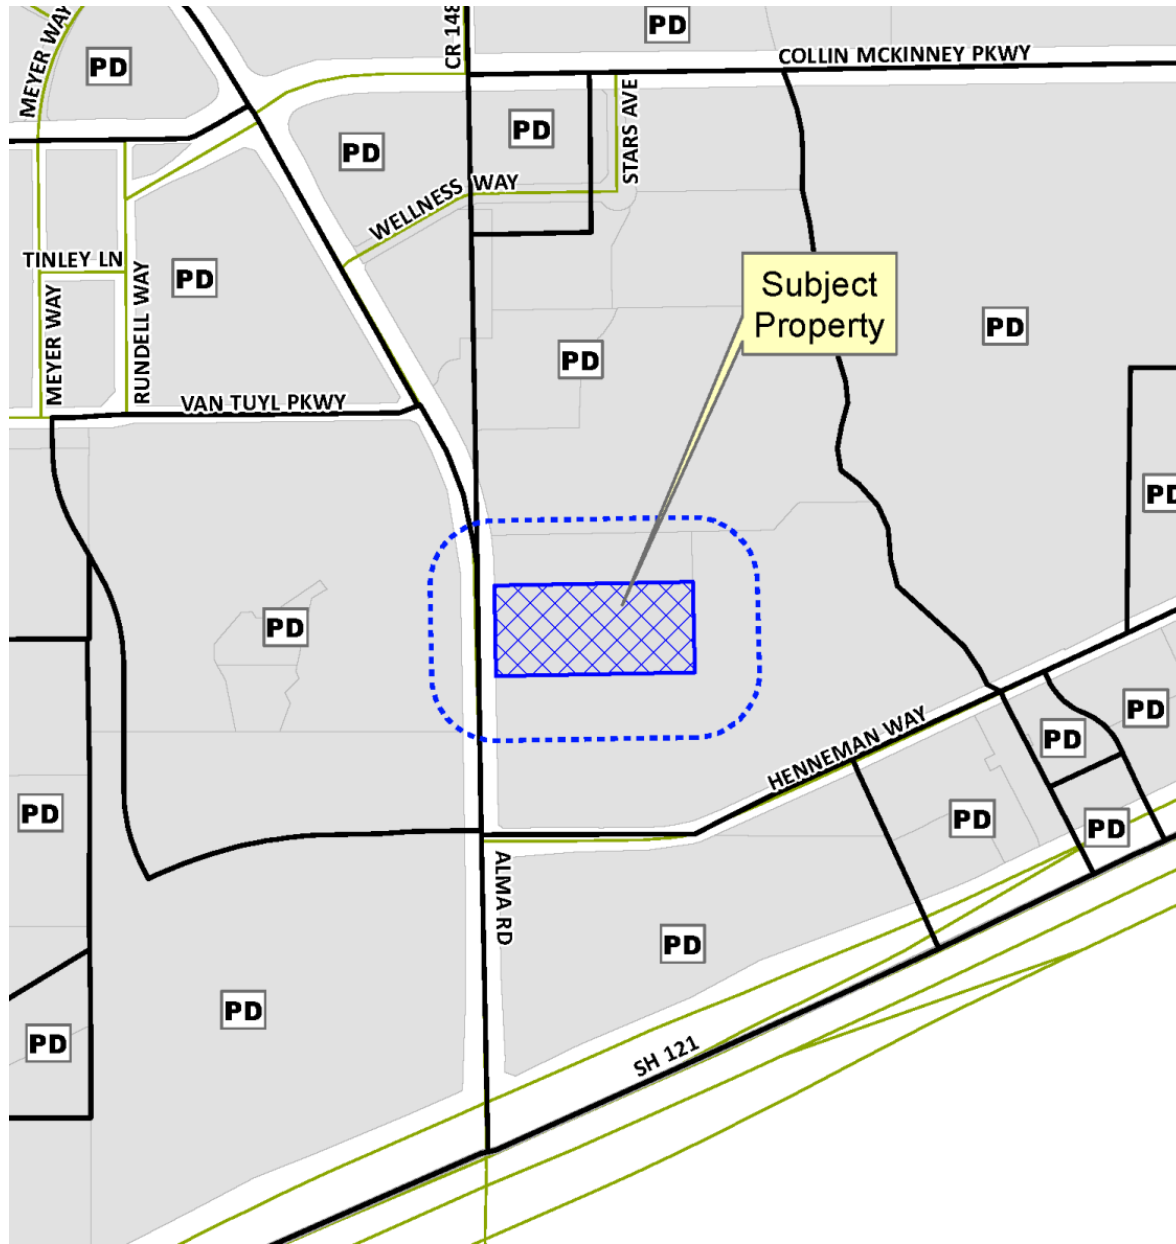 MEYER WAY
PD
CR 148
PD
COLLIN MCKINNEY PKWY
PD
PD
STARS AVE
WELLNESS WAY
TINLEY LN
PD
RUNDELL WAY
MEYER WAY
Subject
Property
PD
PD
VAN TUYL PKWY
PD
PD
PD
PD
HENNEMAN WAY
PD
PD
PD
PD
ALMA RD
PD
PD
PD
SH 121